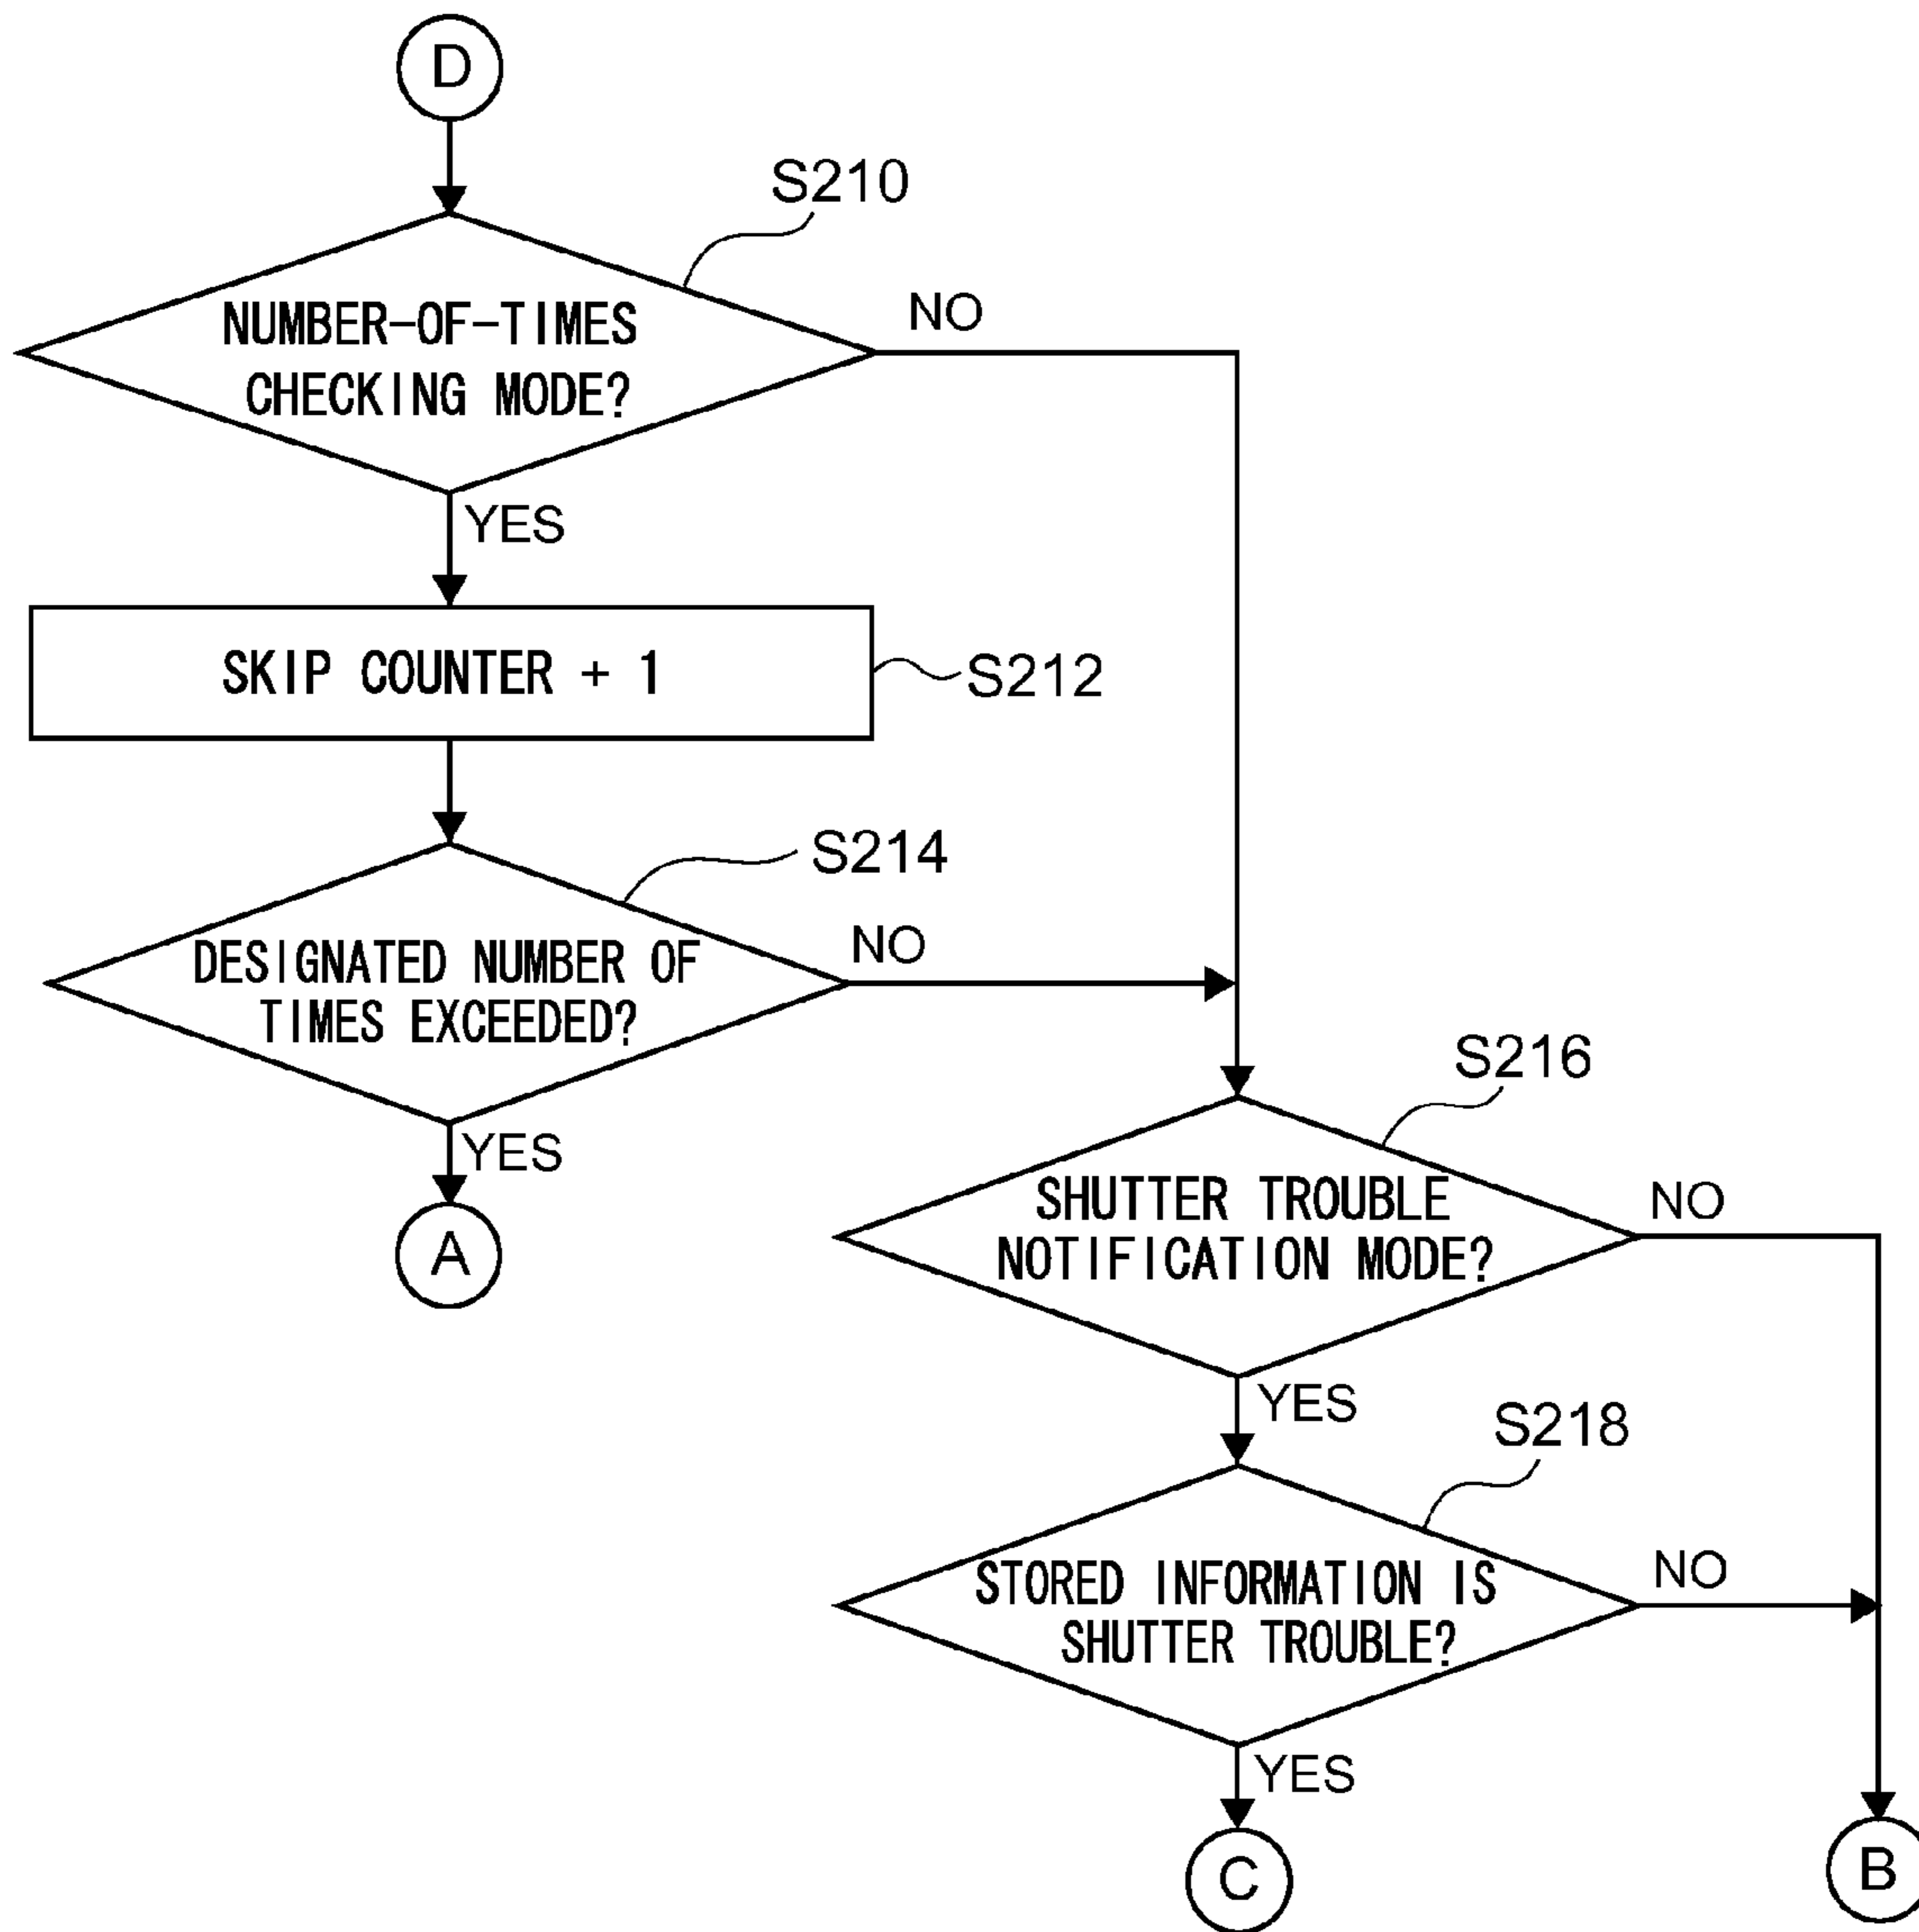 D
S210
NUMBER-OF-TIMES
CHECKING MODE?
NO
YES
SKIP COUNTER + 1
S212
S214
DESIGNATED NUMBER OF
TIMES EXCEEDED?
NO
YES
A
S216
SHUTTER TROUBLE
NOTIFICATION MODE?
NO
YES
S218
STORED INFORMATION IS
SHUTTER TROUBLE?
NO
YES
C
B